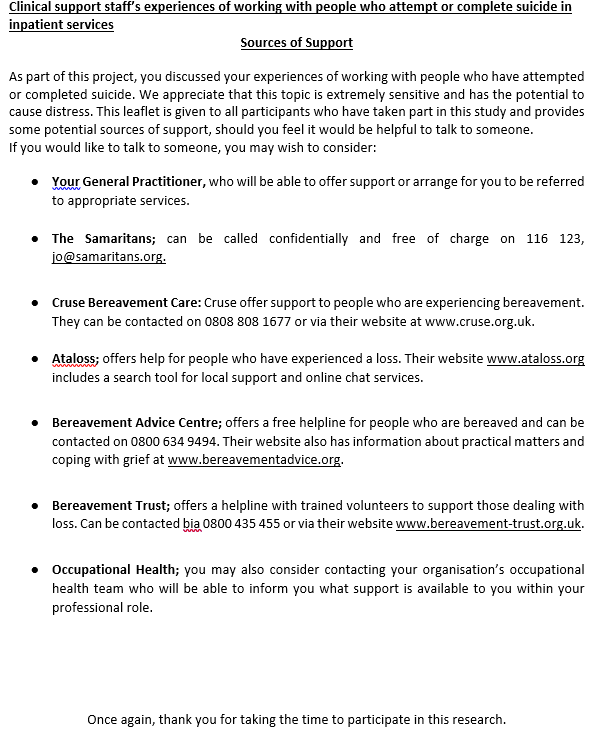 Clinical support staff's experiences of working with people who attempt or complete suicide in
inpatient services
Sources of Support
As part of this project, you discussed your experiences of working with people who have attempted
or completed suicide. We appreciate that this topic is extremely sensitive and has the potential to
cause distress. This leaflet is given to all participants who have taken part in this study and provides
some potential sources of support, should you feel it would be helpful to talk to someone.
If you would like to talk to someone, you may wish to consider:
● Your General Practitioner, who will be able to offer support or arrange for you to be referred
to appropriate services.
● The Samaritans; can be called confidentially and free of charge on 116 123,
jo@samaritans.org.
● Cruse Bereavement Care: Cruse offer support to people who are experiencing bereavement.
They can be contacted on 0808 808 1677 or via their website at www.cruse.org.uk.
● Ataloss; offers help for people who have experienced a loss. Their website www.ataloss.org
includes a search tool for local support and online chat services.
● Bereavement Advice Centre; offers a free helpline for people who are bereaved and can be
contacted on 0800 634 9494. Their website also has information about practical matters and
coping with grief at www.bereavementadvice.org.
● Bereavement Trust; offers a helpline with trained volunteers to support those dealing with
loss. Can be contacted bia 0800 435 455 or via their website www.bereavement-trust.org.uk.
● Occupational Health; you may also consider contacting your organisation's occupational
health team who will be able to inform you what support is available to you within your
professional role.
Once again, thank you for taking the time to participate in this research.